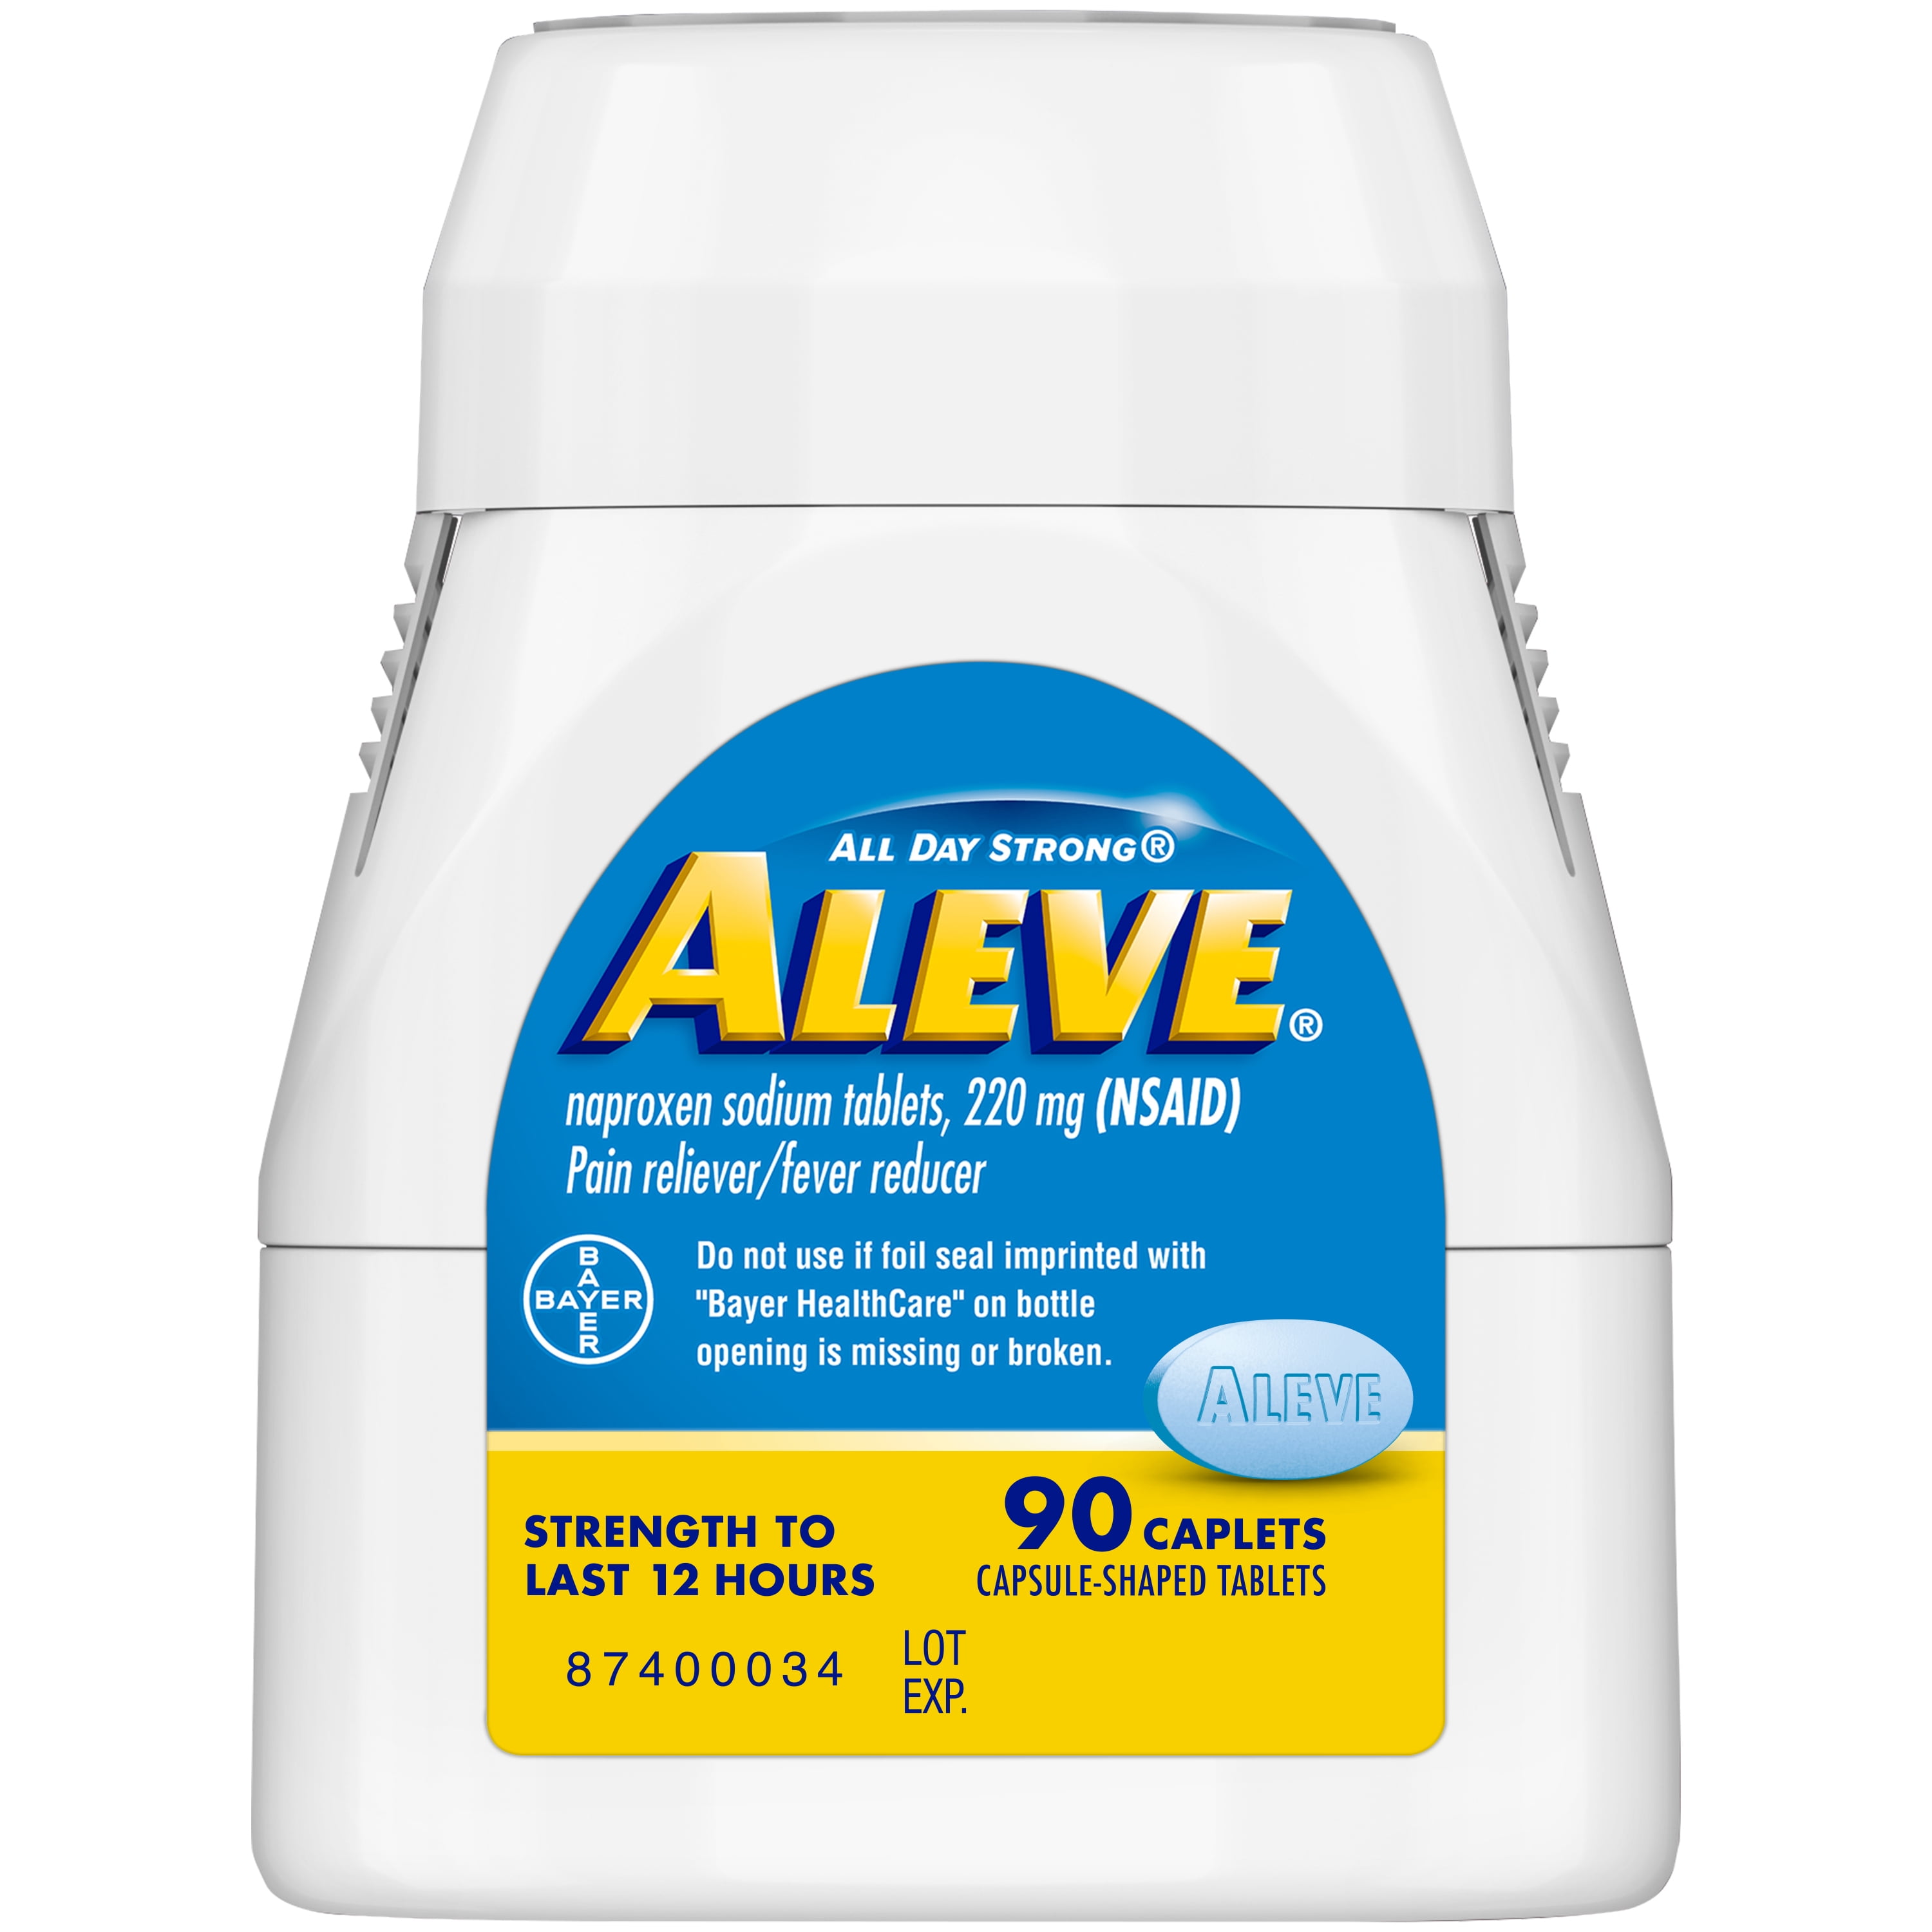 ALL DAY STRONG®
ALEVE®
naproxen sodium tablets, 220 mg (NSAID)
Pain reliever/fever reducer
BAYER
BAYER
Do not use if foil seal imprinted with
"Bayer HealthCare" on bottle
opening is missing or broken.
ALEVE
STRENGTH TO
LAST 12 HOURS
90 CAPLETS
CAPSULE-SHAPED TABLETS
87400034
LOT
EXP.